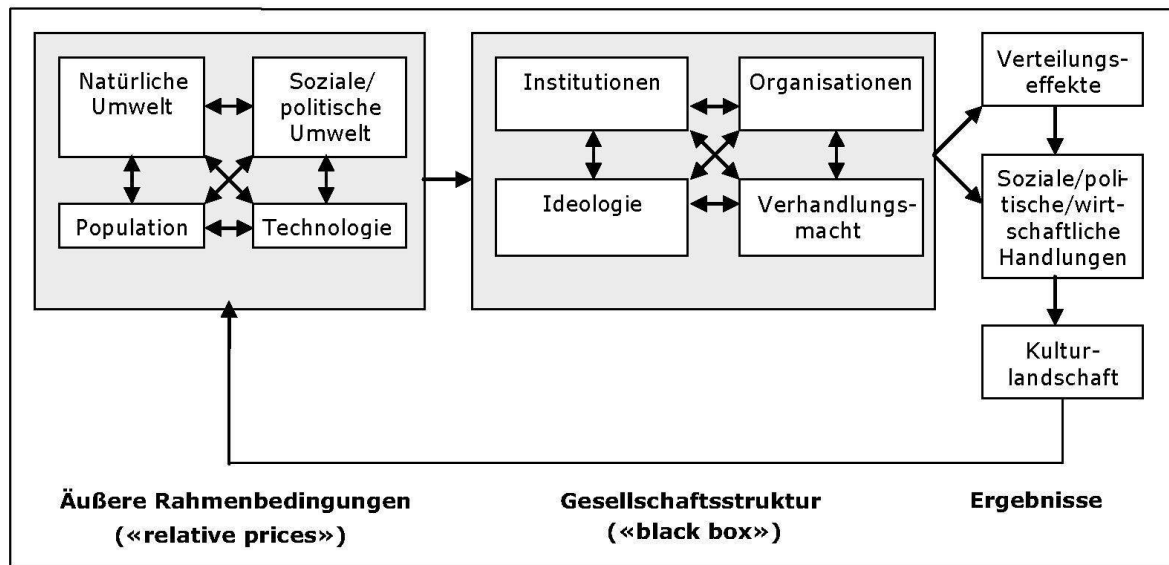 Natürliche
Umwelt
Soziale/
politische
Umwelt
Population
Technologie
Institutionen
Organisationen
Ideologie
Verhandlungs-
macht
Verteilungs-
effekte
Soziale/poli-
tische/wirt-
schaftliche
Handlungen
Kultur-
landschaft
Äußere Rahmenbedingungen
(«relative prices»)
Gesellschaftsstruktur
(«black box»)
Ergebnisse